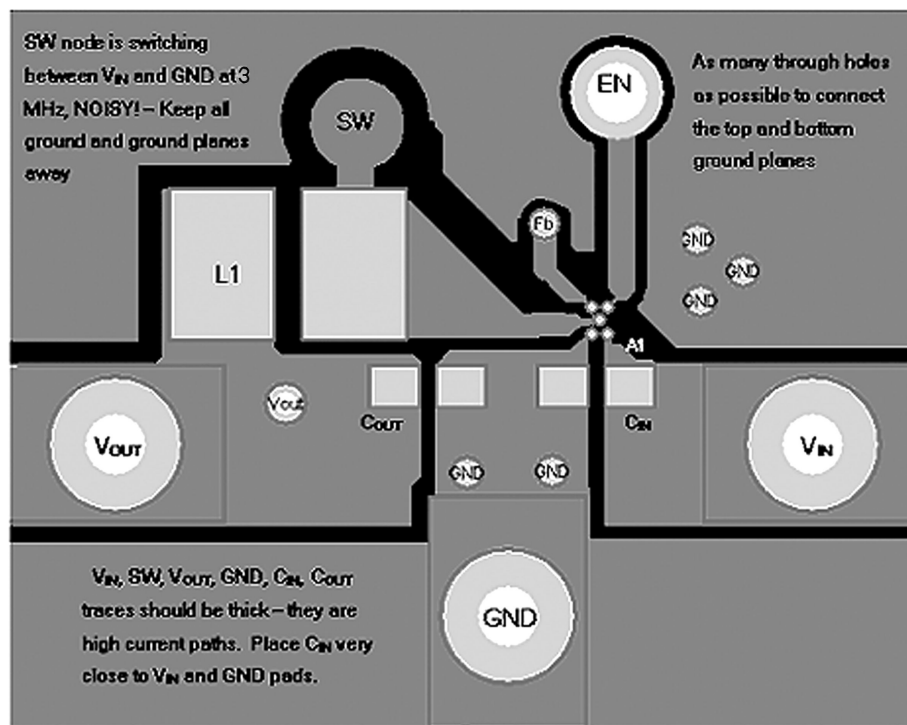 SW node is switching
between VIN and GND at 3
MHz, NOISY! – Keep all
ground and ground planes
away
SW
EN
As many through holes
as possible to connect
the top and bottom
ground planes
Fb
GND
GND
GND
L1
A1
Vout
COUT
CIN
VOUT
VIN
GND
GND
VIN, SW, VOUT, GND, CIN, COUT
traces should be thick – they are
high current paths. Place CIN very
close to VIN and GND pads.
GND